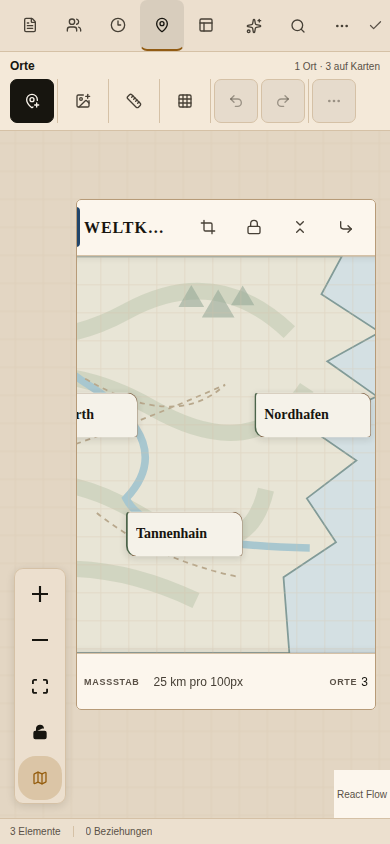 Orte
1 Ort · 3 auf Karten
WELTK…
rth
Nordhafen
Tannenhain
MASSSTAB 25 km pro 100px
ORTE 3
React Flow
3 Elemente
0 Beziehungen